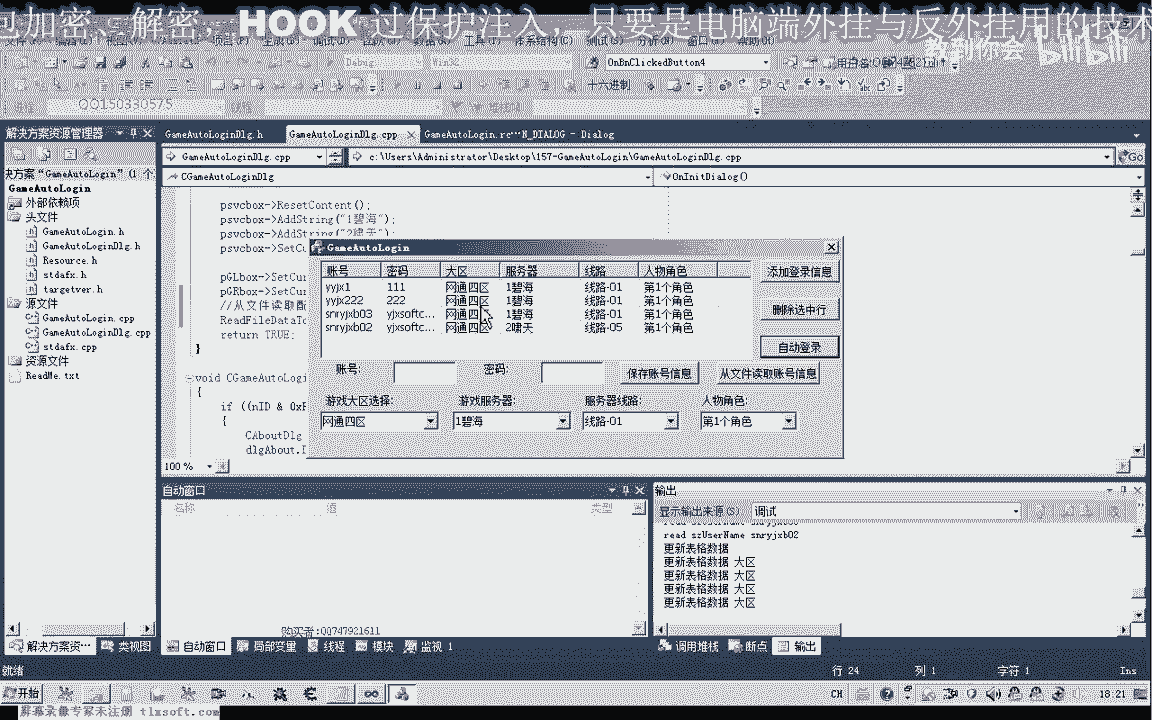 包加密、解密，HOOK 过保护注入 只要是电脑端外挂与反外挂用的技术
教到你会 bilibili
Debug Win32 OnBnClickedButton4
十六进制
QQ150330575
解决方案资源管理器
GameAutoLoginDlg.h GameAutoLoginDlg.cpp GameAutoLogin.rc…N_DIALOG - Dialog
GameAutoLoginDlg.cpp c:\Users\Administrator\Desktop\157-GameAutoLogin\GameAutoLoginDlg.cpp Go
CGameAutoLoginDlg OnInitDialog()
决方案"GameAutoLogin" (1 个
GameAutoLogin
外部依赖项
头文件
GameAutoLogin.h
GameAutoLoginDlg.h
Resource.h
stdafx.h
targetver.h
源文件
GameAutoLogin.cpp
GameAutoLoginDlg.cpp
stdafx.cpp
资源文件
ReadMe.txt
psvcbox->ResetContent();
psvcbox->AddString("1碧海");
psvcbox->AddString("2啸天");
psvcbox->SetCu
pGLbox->SetCur
pGRbox->SetCur
//从文件读取配
ReadFileDataTo
return TRUE;
}
void CGameAutoLogi
{
if ((nID & 0xF
{
CAboutDlg
dlgAbout.D
100 %
GameAutoLogin
账号 密码 大区 服务器 线路 人物角色
yyjx1 111 网通四区 1碧海 线路-01 第1个角色
yyjx222 222 网通四区 1碧海 线路-01 第1个角色
snryjxb03 yjxsoftc... 网通四区 1碧海 线路-01 第1个角色
snryjxb02 yjxsoftc... 网通四区 2啸天 线路-05 第1个角色
添加登录信息
删除选中行
自动登录
账号: 密码: 保存账号信息 从文件读取账号信息
游戏大区选择: 游戏服务器: 服务器线路: 人物角色:
网通四区 1碧海 线路-01 第1个角色
自动窗口
名称 值 类型
购买者:QQ747921611
输出
显示输出来源(S): 调试
read szUserName snryjxb02
更新表格数据
更新表格数据 大区
更新表格数据 大区
更新表格数据 大区
更新表格数据 大区
解决方案资… 类视图 自动窗口 局部变量 线程 模块 监视 1 调用堆栈 断点 输出
就绪 行 24 列 1 字符 1 Ins
开始 CH 18:21
屏幕录像专家未注册 tlxsoft.com